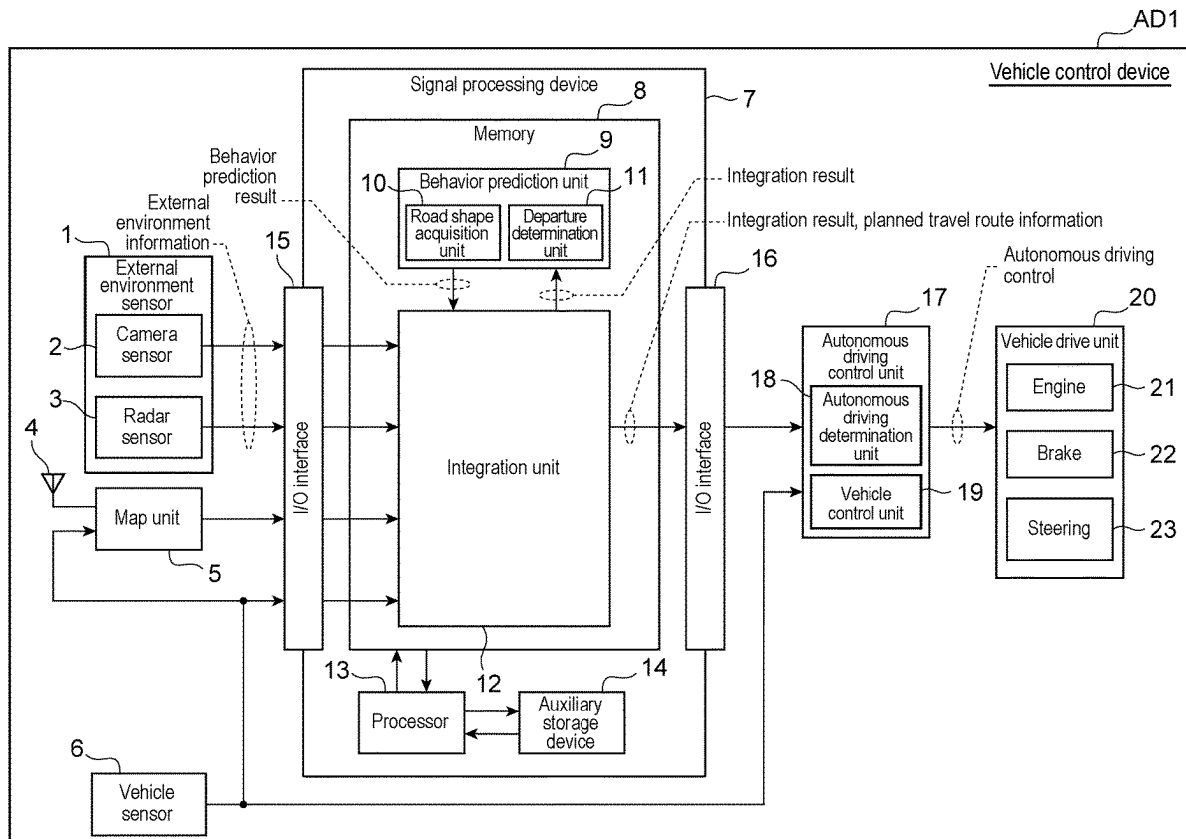 AD1
Vehicle control device
Signal processing device
7
8
Memory
9
Behavior prediction unit
10
Road shape
acquisition
unit
11
Departure
determination
unit
Behavior
prediction
result
Integration result
Integration result, planned travel route information
External
environment
information
1
External
environment
sensor
2
Camera
sensor
3
Radar
sensor
4
Map unit
5
15
I/O interface
Integration unit
12
16
I/O interface
Autonomous driving
control
17
Autonomous
driving
control unit
18
Autonomous
driving
determination
unit
Vehicle
control unit
19
20
Vehicle drive unit
Engine
21
Brake
22
Steering
23
13
Processor
14
Auxiliary
storage
device
6
Vehicle
sensor